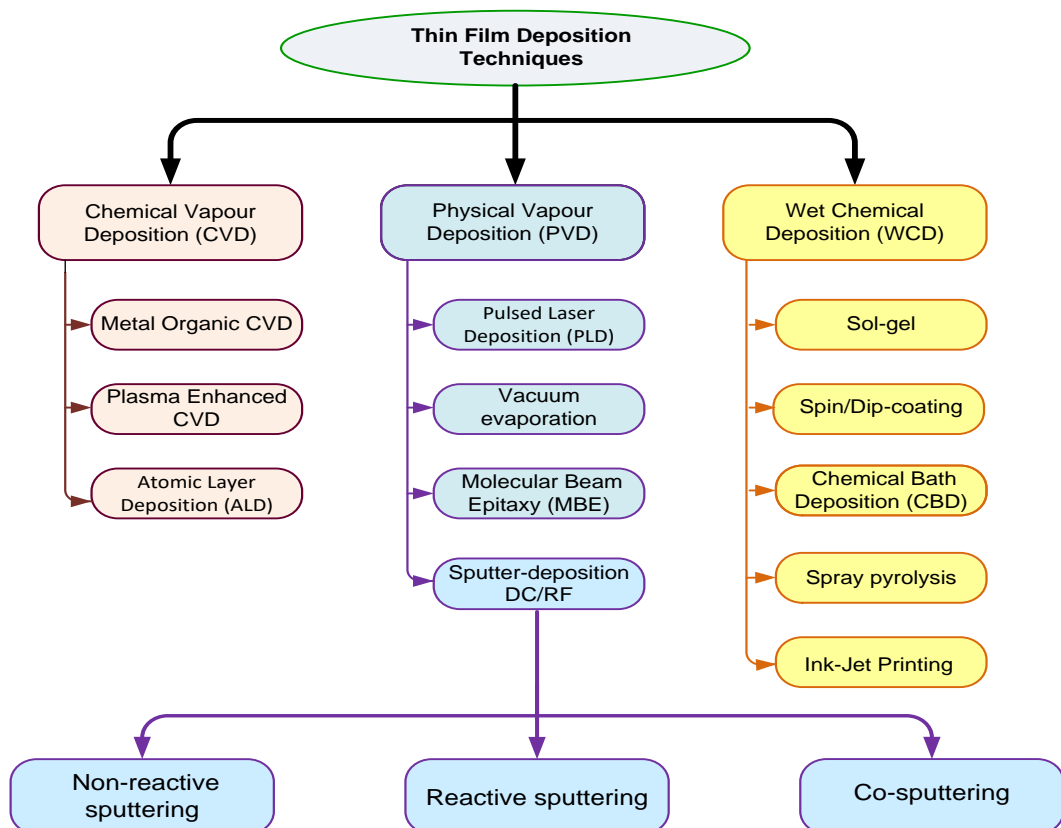 Thin Film Deposition
Techniques
Chemical Vapour
Deposition (CVD)
Metal Organic CVD
Plasma Enhanced
CVD
Atomic Layer
Deposition (ALD)
Physical Vapour
Deposition (PVD)
Pulsed Laser
Deposition (PLD)
Vacuum
evaporation
Molecular Beam
Epitaxy (MBE)
Sputter-deposition
DC/RF
Wet Chemical
Deposition (WCD)
Sol-gel
Spin/Dip-coating
Chemical Bath
Deposition (CBD)
Spray pyrolysis
Ink-Jet Printing
Non-reactive
sputtering
Reactive sputtering
Co-sputtering